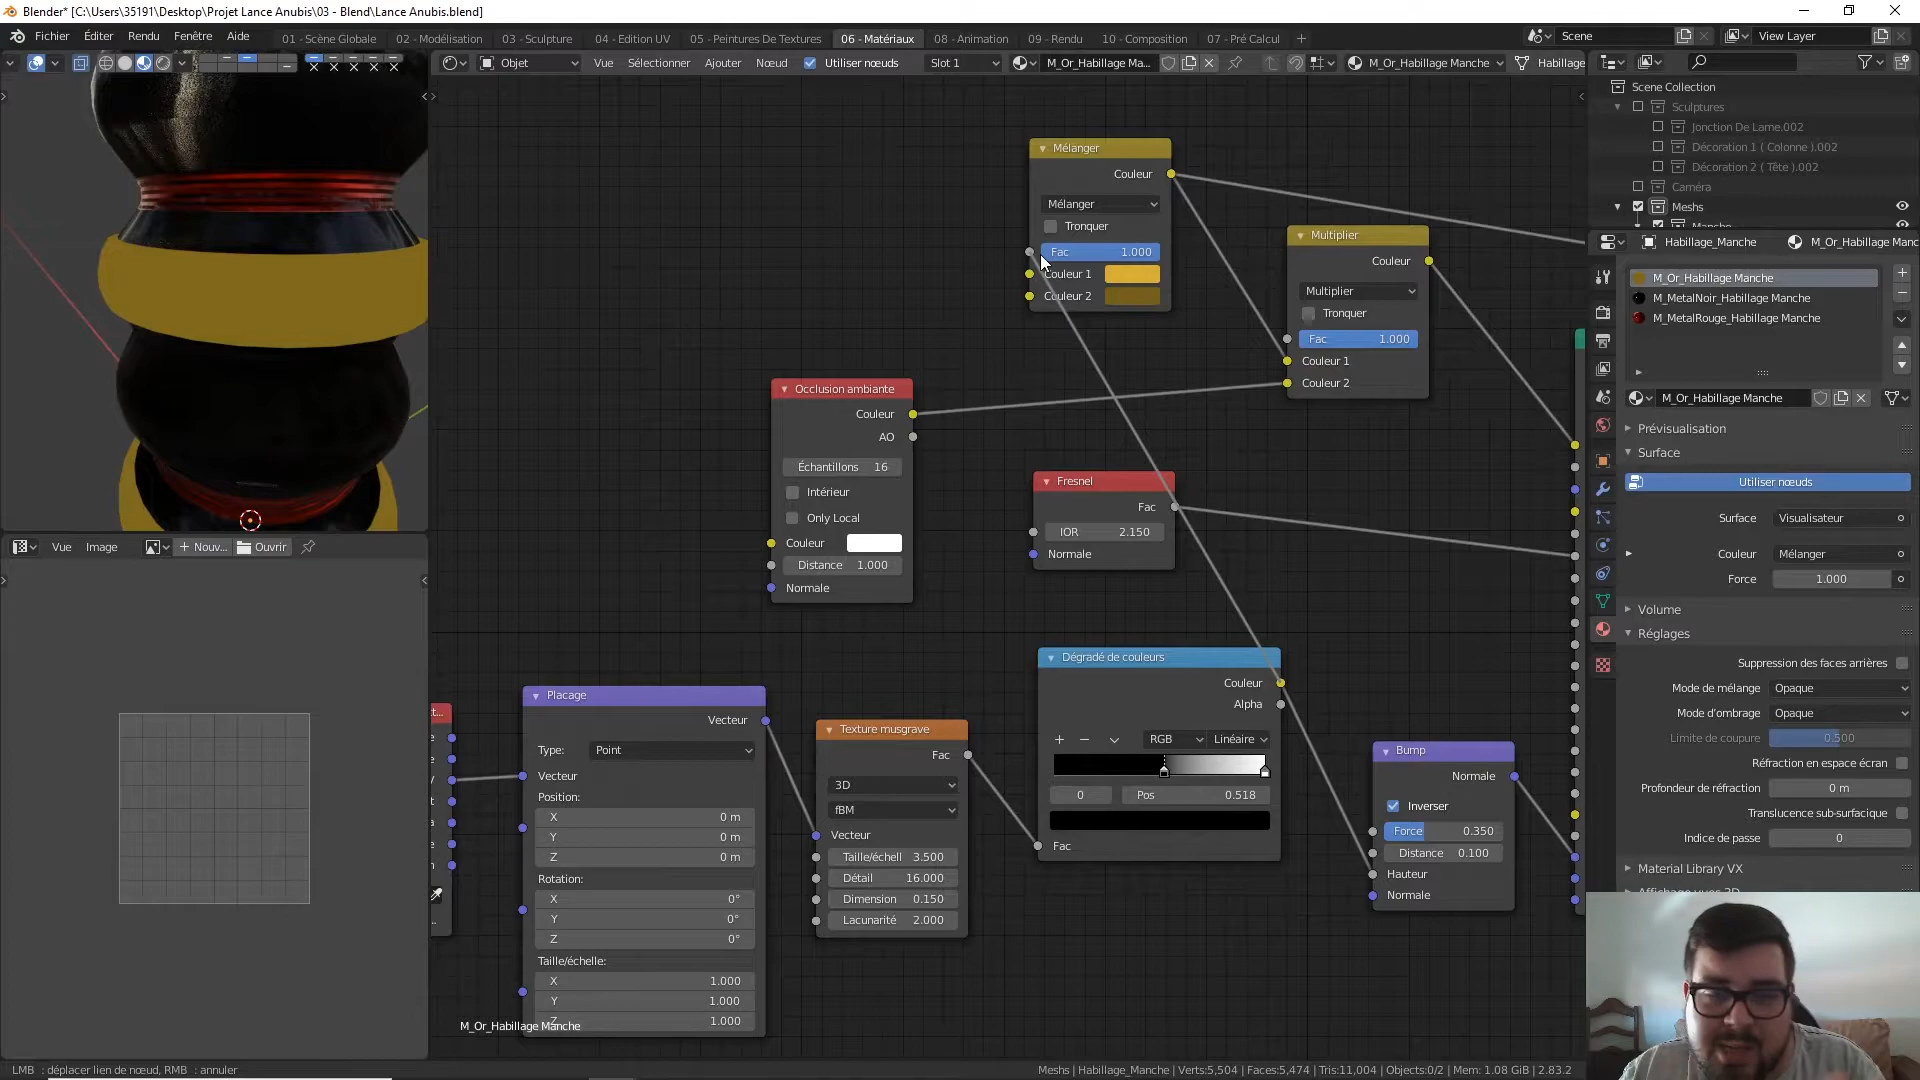 Blender* [C:\Users\35191\Desktop\Projet Lance Anubis\03 - Blend\Lance Anubis.blend]
Fichier Éditer Rendu Fenêtre Aide 01 - Scène Globale 02 - Modélisation 03 - Sculpture 04 - Edition UV 05 - Peintures De Textures 06 - Matériaux 08 - Animation 09 - Rendu 10 - Composition 07 - Pré Calcul + Scene View Layer
Objet Vue Sélectionner Ajouter Nœud Utiliser nœuds Slot 1 M_Or_Habillage Ma... M_Or_Habillage Manche Habillage
Scene Collection
Sculptures
Jonction De Lame.002
Décoration 1 ( Colonne ).002
Décoration 2 ( Tête ).002
Caméra
Meshs
Habillage_Manche M_Or_Habillage Manc
M_Or_Habillage Manche
M_MetalNoir_Habillage Manche
M_MetalRouge_Habillage Manche
M_Or_Habillage Manche
Prévisualisation
Surface
Utiliser nœuds
Surface Visualisateur
Couleur Mélanger
Force 1.000
Volume
Réglages
Suppression des faces arrières
Mode de mélange Opaque
Mode d'ombrage Opaque
Limite de coupure 0.500
Réfraction en espace écran
Profondeur de réfraction 0 m
Translucence sub-surfacique
Indice de passe 0
Material Library VX
Mélanger
Couleur
Mélanger
Tronquer
Fac 1.000
Couleur 1
Couleur 2
Multiplier
Couleur
Multiplier
Tronquer
Fac 1.000
Couleur 1
Couleur 2
Occlusion ambiante
Couleur
AO
Échantillons 16
Intérieur
Only Local
Couleur
Distance 1.000
Normale
Fresnel
Fac
IOR 2.150
Normale
Vue Image + Nouv... Ouvrir
Placage
Vecteur
Type: Point
Vecteur
Position:
X 0 m
Y 0 m
Z 0 m
Rotation:
X 0°
Y 0°
Z 0°
Taille/échelle:
X 1.000
Y 1.000
Z 1.000
Texture musgrave
Fac
3D
fBM
Vecteur
Taille/échell 3.500
Détail 16.000
Dimension 0.150
Lacunarité 2.000
Dégradé de couleurs
Couleur
Alpha
RGB Linéaire
0 Pos 0.518
Fac
Bump
Normale
Inverser
Force 0.350
Distance 0.100
Hauteur
Normale
M_Or_Habillage Manche
LMB : déplacer lien de nœud, RMB : annuler
Meshs | Habillage_Manche | Verts:5,504 | Faces:5,474 | Tris:11,004 | Objects:0/2 | Mem: 1.08 GiB | 2.83.2